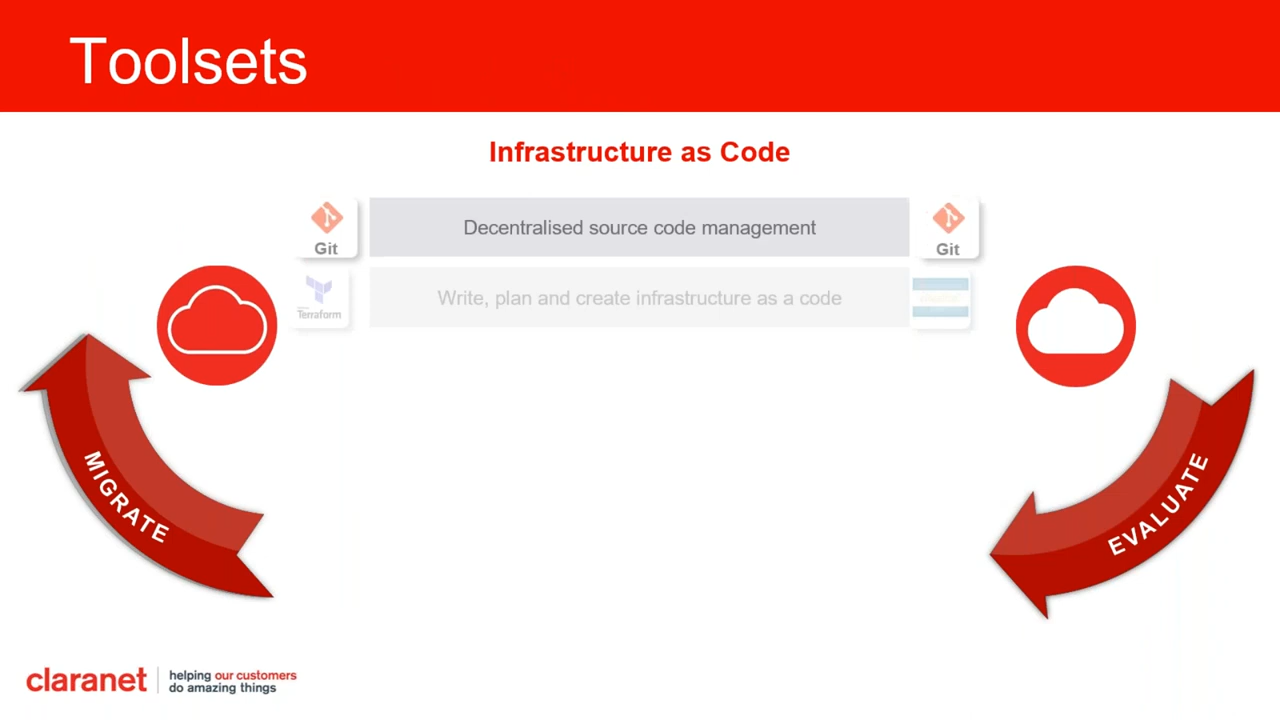 Toolsets
Infrastructure as Code
Git
Decentralised source code management
Git
Terraform
Write, plan and create infrastructure as a code
MIGRATE
EVALUATE
claranet
helping our customers
do amazing things